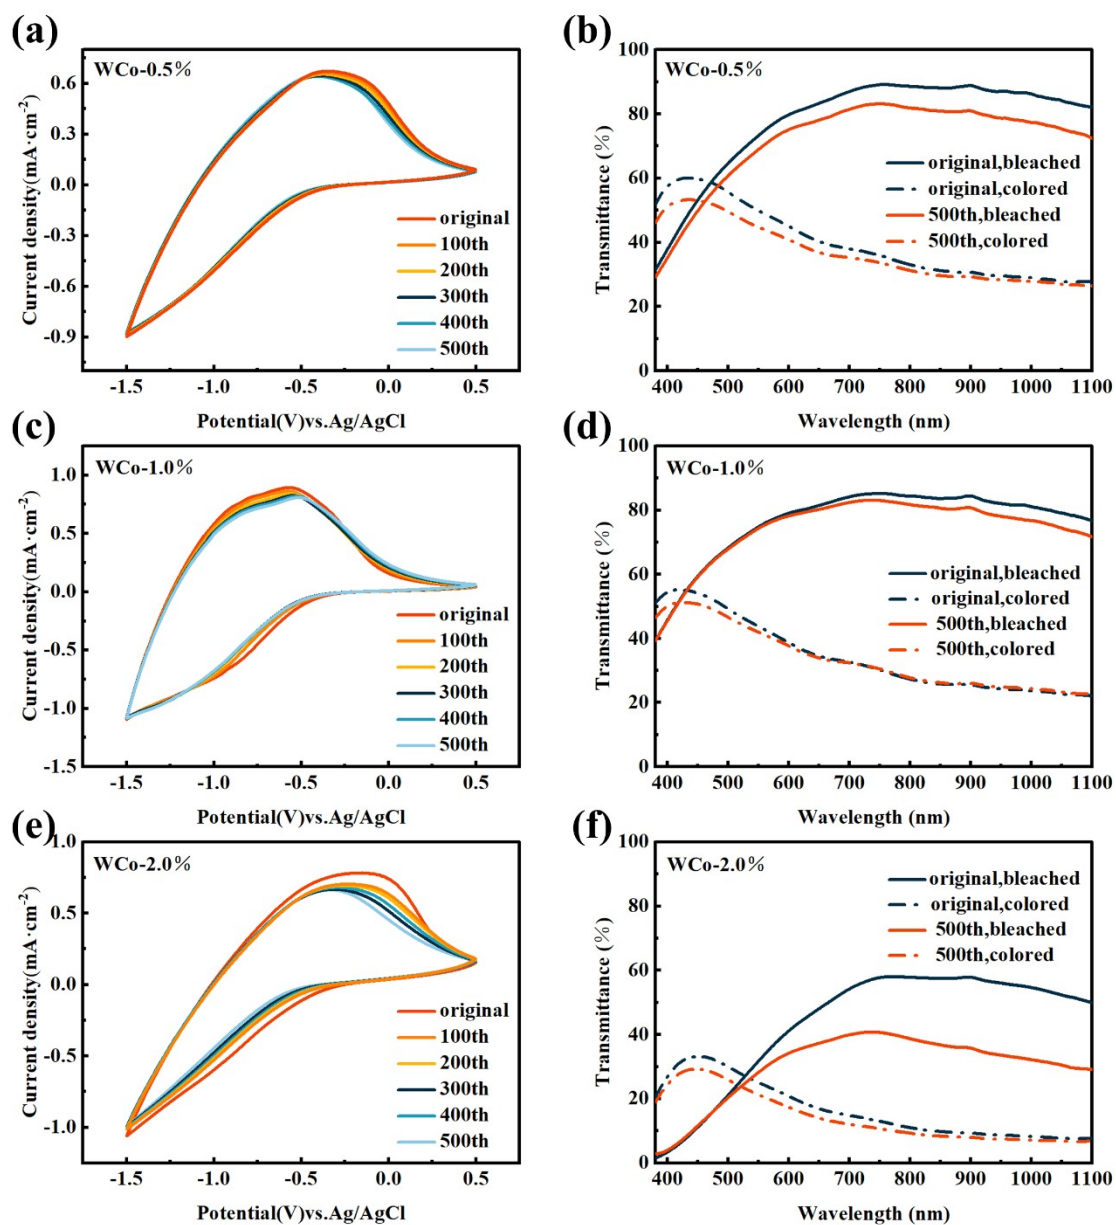 (a)
WCo-0.5%
Current density(mA·cm⁻²)
0.6
0.3
0.0
-0.3
-0.6
-0.9
original
100th
200th
300th
400th
500th
-1.5 -1.0 -0.5 0.0 0.5
Potential(V)vs.Ag/AgCl
(b)
WCo-0.5%
Transmittance (%)
100
80
60
40
20
0
original,bleached
original,colored
500th,bleached
500th,colored
400 500 600 700 800 900 1000 1100
Wavelength (nm)
(c)
WCo-1.0%
Current density(mA·cm⁻²)
1.0
0.5
0.0
-0.5
-1.0
-1.5
original
100th
200th
300th
400th
500th
-1.5 -1.0 -0.5 0.0 0.5
Potential(V)vs.Ag/AgCl
(d)
WCo-1.0%
Transmittance (%)
100
80
60
40
20
0
original,bleached
original,colored
500th,bleached
500th,colored
400 500 600 700 800 900 1000 1100
Wavelength (nm)
(e)
WCo-2.0%
Current density(mA·cm⁻²)
1.0
0.5
0.0
-0.5
-1.0
original
100th
200th
300th
400th
500th
-1.5 -1.0 -0.5 0.0 0.5
Potential(V)vs.Ag/AgCl
(f)
WCo-2.0%
Transmittance (%)
100
80
60
40
20
0
original,bleached
original,colored
500th,bleached
500th,colored
400 500 600 700 800 900 1000 1100
Wavelength (nm)